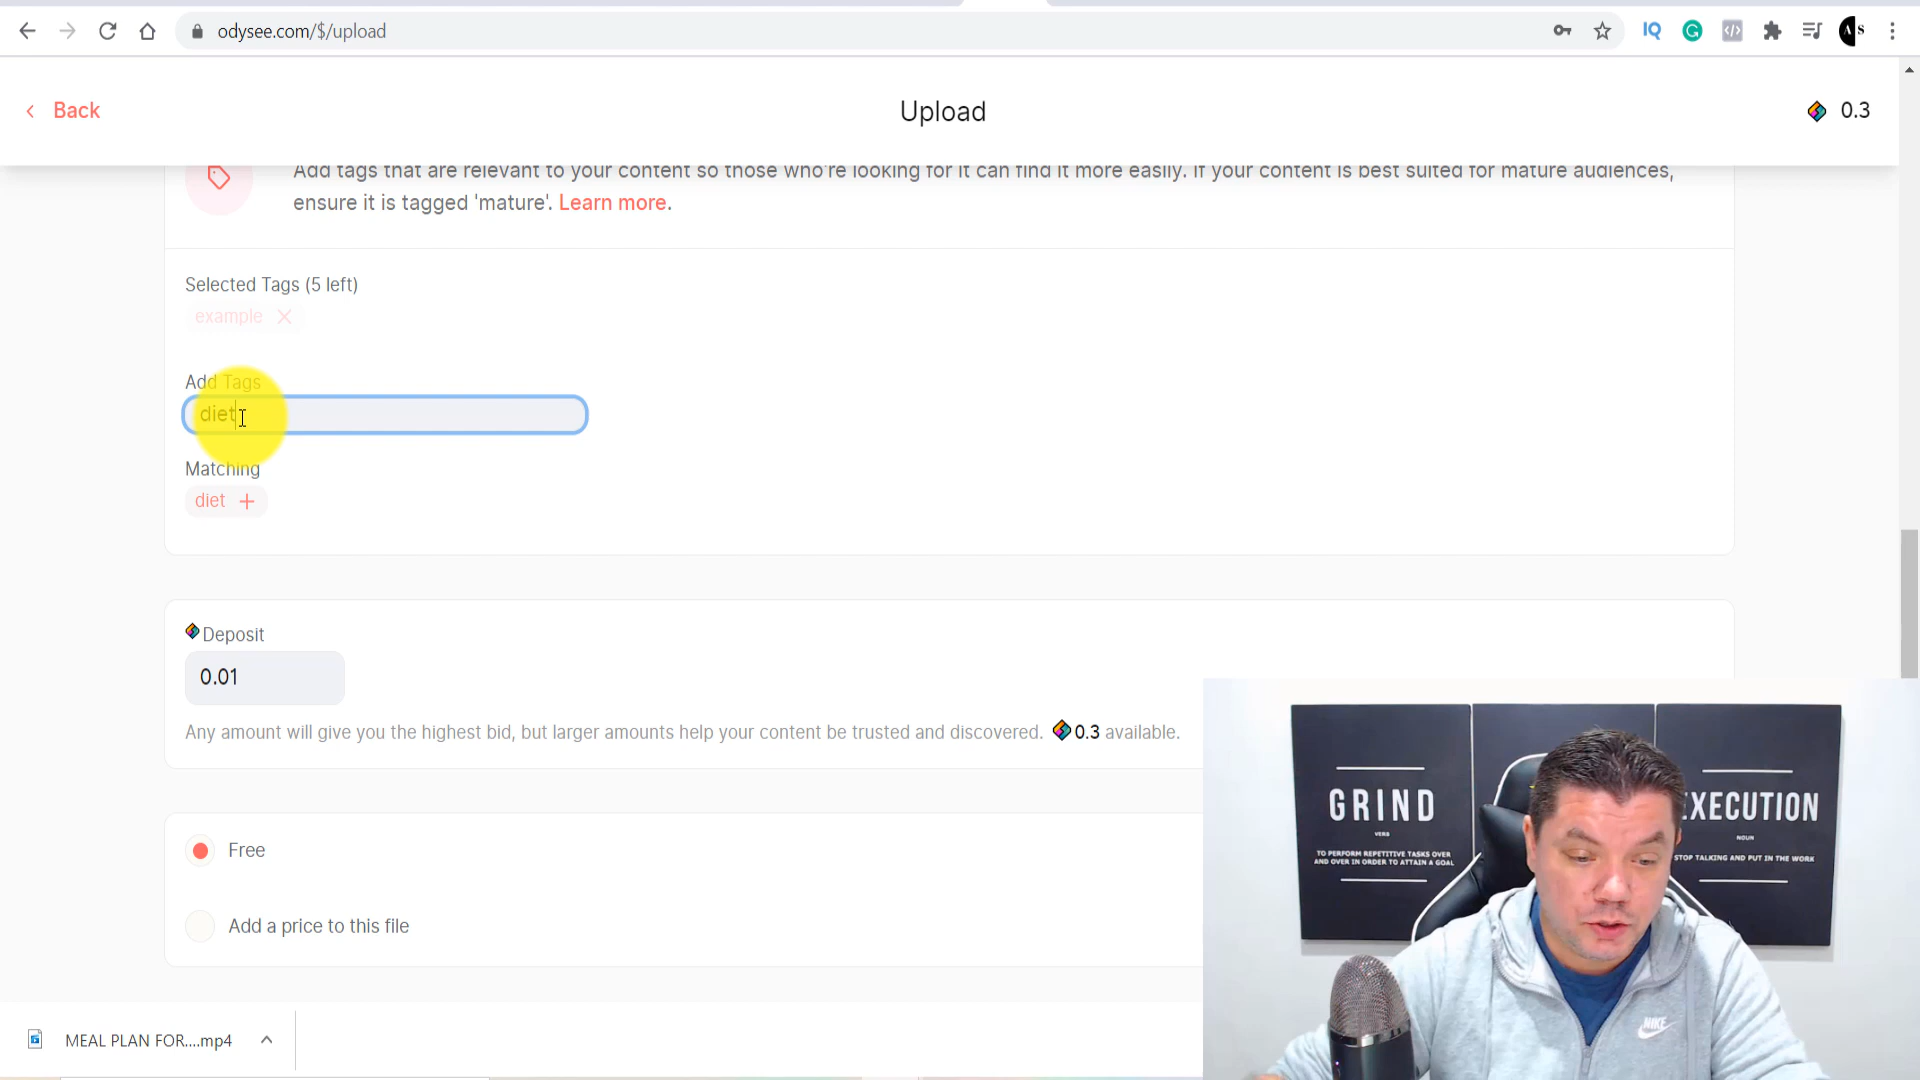 odysee.com/$/upload
IQ
A S
Back
Upload
0.3
Add tags that are relevant to your content so those who're looking for it can find it more easily. If your content is best suited for mature audiences,
ensure it is tagged 'mature'. Learn more.
Selected Tags (5 left)
example
Add Tags
diet
Matching
diet
Deposit
0.01
Any amount will give you the highest bid, but larger amounts help your content be trusted and discovered. 0.3 available.
Free
Add a price to this file
GRIND
VERB
TO PERFORM REPETITIVE TASKS OVER
AND OVER IN ORDER TO ATTAIN A GOAL
EXECUTION
NOUN
STOP TALKING AND PUT IN THE WORK
NIKE
MEAL PLAN FOR....mp4